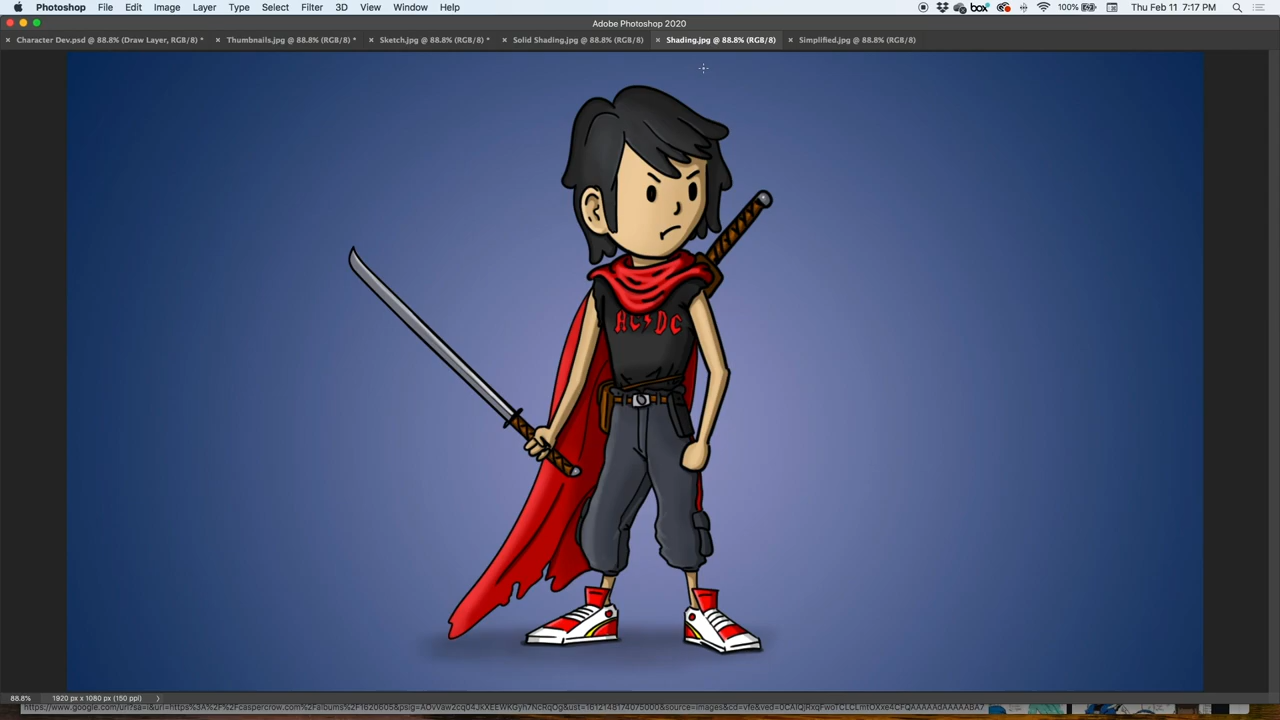 Photoshop File Edit Image Layer Type Select Filter 3D View Window Help box 100% Thu Feb 11 7:17 PM
Adobe Photoshop 2020
Character Dev.psd @ 88.8% (Draw Layer, RGB/8) * Thumbnails.jpg @ 88.8% (RGB/8) * Sketch.jpg @ 88.8% (RGB/8) * Solid Shading.jpg @ 88.8% (RGB/8) Shading.jpg @ 88.8% (RGB/8) Simplified.jpg @ 88.8% (RGB/8)
AC DC
88.8% 1920 px x 1080 px (150 ppi)